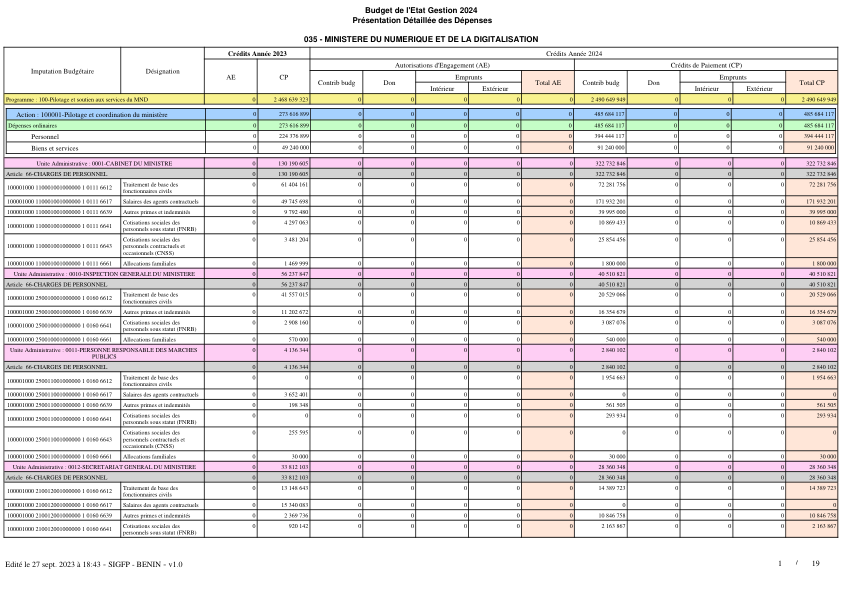 Budget de l'Etat Gestion 2024
Présentation Détaillée des Dépenses
035 - MINISTERE DU NUMERIQUE ET DE LA DIGITALISATION
Imputation Budgétaire Désignation Crédits Année 2023 Crédits Année 2024
AE CP Autorisations d'Engagement (AE) Crédits de Paiement (CP)
Contrib budg Don Emprunts Total AE Contrib budg Don Emprunts Total CP
Intérieur Extérieur Intérieur Extérieur
Programme : 100-Pilotage et soutien aux services du MND 0 2 468 639 323 0 0 0 0 0 2 490 649 949 0 0 0 2 490 649 949
Action : 100001-Pilotage et coordination du ministère 0 273 616 899 0 0 0 0 0 485 684 117 0 0 0 485 684 117
Dépenses ordinaires 0 273 616 899 0 0 0 0 0 485 684 117 0 0 0 485 684 117
Personnel 0 224 376 899 0 0 0 0 0 394 444 117 0 0 0 394 444 117
Biens et services 0 49 240 000 0 0 0 0 0 91 240 000 0 0 0 91 240 000
Unite Administrative : 0001-CABINET DU MINISTRE 0 130 190 605 0 0 0 0 0 322 732 846 0 0 0 322 732 846
Article 66-CHARGES DE PERSONNEL 0 130 190 605 0 0 0 0 0 322 732 846 0 0 0 322 732 846
100001000 1100010010000000 1 0111 6612 Traitement de base des fonctionnaires civils 0 61 404 161 0 0 0 0 0 72 281 756 0 0 0 72 281 756
100001000 1100010010000000 1 0111 6617 Salaires des agents contractuels 0 49 745 698 0 0 0 0 0 171 932 201 0 0 0 171 932 201
100001000 1100010010000000 1 0111 6639 Autres primes et indemnités 0 9 792 480 0 0 0 0 0 39 995 000 0 0 0 39 995 000
100001000 1100010010000000 1 0111 6641 Cotisations sociales des personnels sous statut (FNRB) 0 4 297 063 0 0 0 0 0 10 869 433 0 0 0 10 869 433
100001000 1100010010000000 1 0111 6643 Cotisations sociales des personnels contractuels et occasionnels (CNSS) 0 3 481 204 0 0 0 0 0 25 854 456 0 0 0 25 854 456
100001000 1100010010000000 1 0111 6661 Allocations familiales 0 1 469 999 0 0 0 0 0 1 800 000 0 0 0 1 800 000
Unite Administrative : 0010-INSPECTION GENERALE DU MINISTERE 0 56 237 847 0 0 0 0 0 40 510 821 0 0 0 40 510 821
Article 66-CHARGES DE PERSONNEL 0 56 237 847 0 0 0 0 0 40 510 821 0 0 0 40 510 821
100001000 2500100010000000 1 0160 6612 Traitement de base des fonctionnaires civils 0 41 557 015 0 0 0 0 0 20 529 066 0 0 0 20 529 066
100001000 2500100010000000 1 0160 6639 Autres primes et indemnités 0 11 202 672 0 0 0 0 0 16 354 679 0 0 0 16 354 679
100001000 2500100010000000 1 0160 6641 Cotisations sociales des personnels sous statut (FNRB) 0 2 908 160 0 0 0 0 0 3 087 076 0 0 0 3 087 076
100001000 2500100010000000 1 0160 6661 Allocations familiales 0 570 000 0 0 0 0 0 540 000 0 0 0 540 000
Unite Administrative : 0011-PERSONNE RESPONSABLE DES MARCHES PUBLICS 0 4 136 344 0 0 0 0 0 2 840 102 0 0 0 2 840 102
Article 66-CHARGES DE PERSONNEL 0 4 136 344 0 0 0 0 0 2 840 102 0 0 0 2 840 102
100001000 2500110010000000 1 0160 6612 Traitement de base des fonctionnaires civils 0 0 0 0 0 0 0 1 954 663 0 0 0 1 954 663
100001000 2500110010000000 1 0160 6617 Salaires des agents contractuels 0 3 652 401 0 0 0 0 0 0 0 0 0 0
100001000 2500110010000000 1 0160 6639 Autres primes et indemnités 0 198 348 0 0 0 0 0 561 505 0 0 0 561 505
100001000 2500110010000000 1 0160 6641 Cotisations sociales des personnels sous statut (FNRB) 0 0 0 0 0 0 0 293 934 0 0 0 293 934
100001000 2500110010000000 1 0160 6643 Cotisations sociales des personnels contractuels et occasionnels (CNSS) 0 255 595 0 0 0 0 0 0 0 0 0 0
100001000 2500110010000000 1 0160 6661 Allocations familiales 0 30 000 0 0 0 0 0 30 000 0 0 0 30 000
Unite Administrative : 0012-SECRETARIAT GENERAL DU MINISTERE 0 33 812 103 0 0 0 0 0 28 360 348 0 0 0 28 360 348
Article 66-CHARGES DE PERSONNEL 0 33 812 103 0 0 0 0 0 28 360 348 0 0 0 28 360 348
100001000 2100120010000000 1 0160 6612 Traitement de base des fonctionnaires civils 0 13 148 643 0 0 0 0 0 14 389 723 0 0 0 14 389 723
100001000 2100120010000000 1 0160 6617 Salaires des agents contractuels 0 15 340 083 0 0 0 0 0 0 0 0 0 0
100001000 2100120010000000 1 0160 6639 Autres primes et indemnités 0 2 369 736 0 0 0 0 0 10 846 758 0 0 0 10 846 758
100001000 2100120010000000 1 0160 6641 Cotisations sociales des personnels sous statut (FNRB) 0 920 142 0 0 0 0 0 2 163 867 0 0 0 2 163 867
Edité le 27 sept. 2023 à 18:43 - SIGFP - BENIN - v1.0 1 / 19